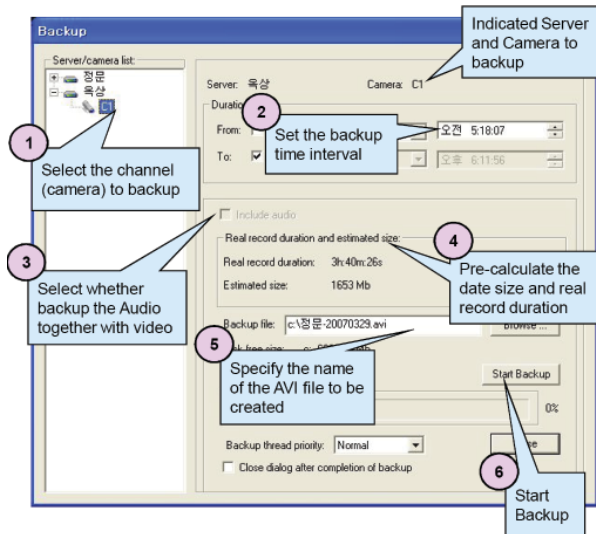 Backup
Indicated Server
and Camera to
backup
Server/camera list:
정문
옥상
C1
Server: 옥상 Camera: C1
2
From: 오전 5:18:07
Set the backup
time interval
To: 오후 6:11:56
1
Select the channel
(camera) to backup
Include audio
Real record duration and estimated size:
4
Real record duration: 3h:40m:26s
Estimated size: 1653 Mb
Pre-calculate the
date size and real
record duration
3
Select whether
backup the Audio
together with video
Backup file: c:\정문-20070329.avi
5
Specify the name
of the AVI file to be
created
Start Backup
0%
Backup thread priority: Normal
Close dialog after completion of backup
6
Start
Backup